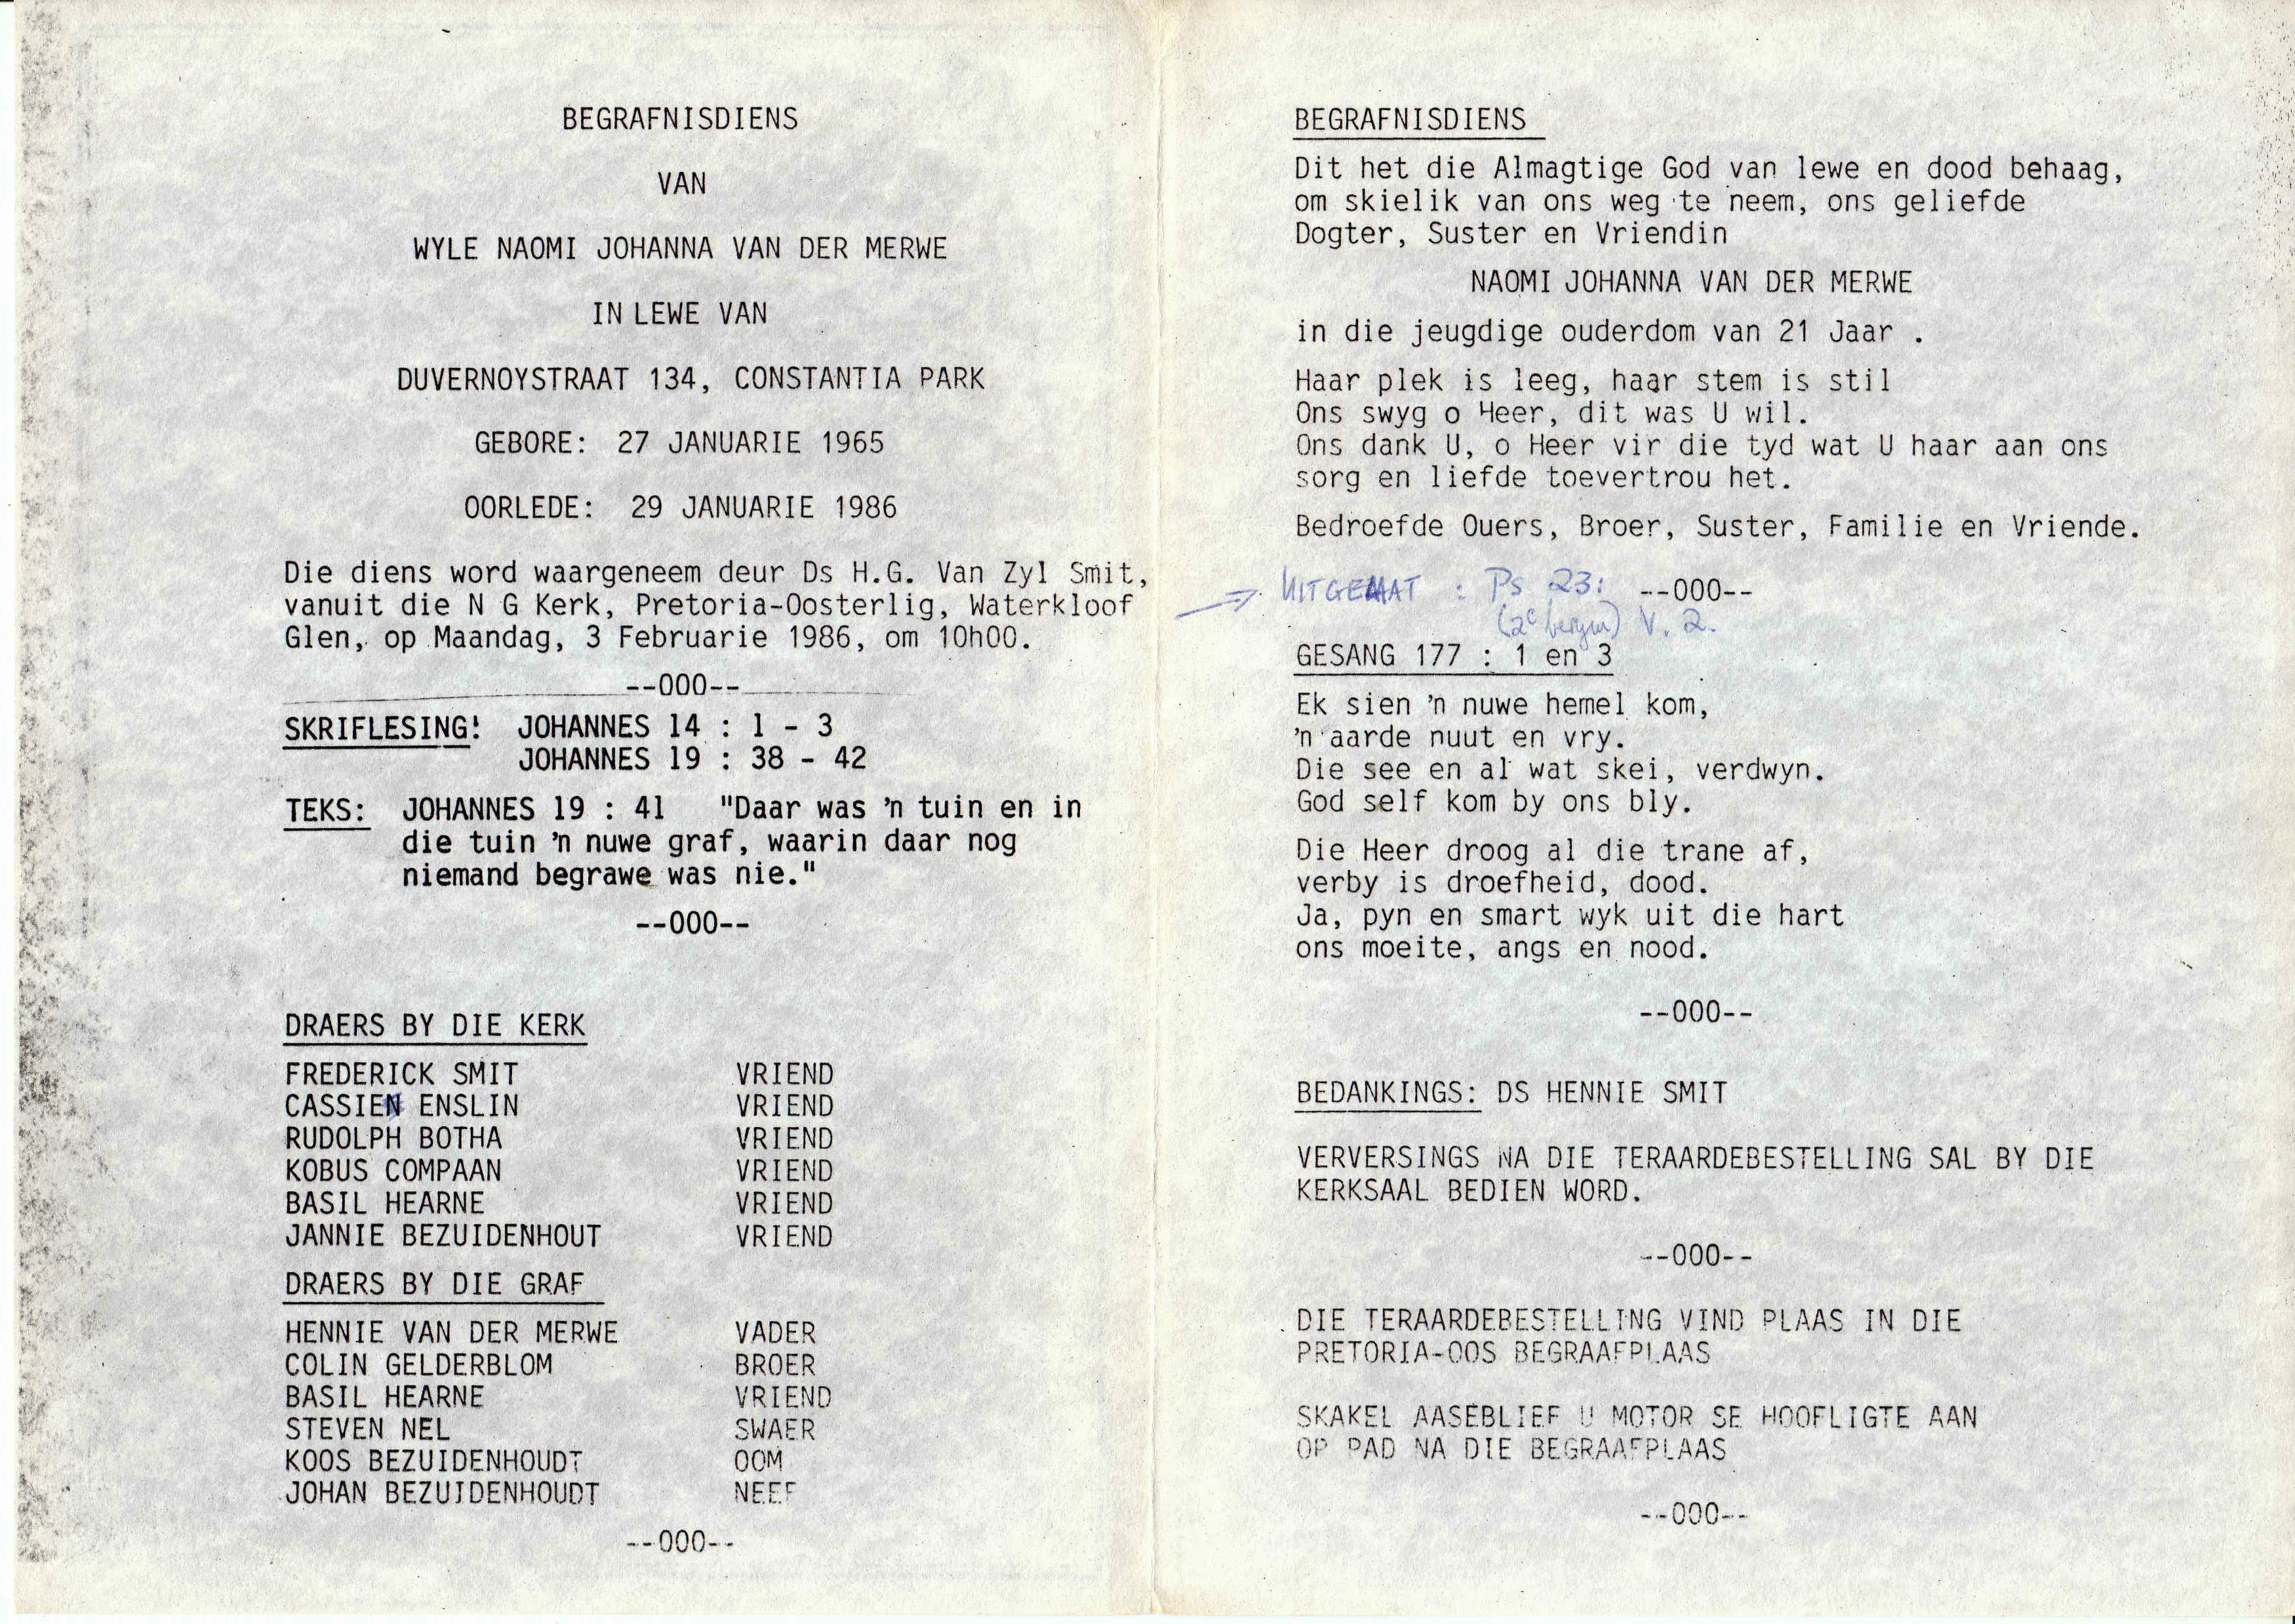 BEGRAFNISDIENS
VAN
WYLE NAOMI JOHANNA VAN DER MERWE
IN LEWE VAN
DUVERNOYSTRAAT 134, CONSTANTIA PARK
GEBORE: 27 JANUARIE 1965
OORLEDE: 29 JANUARIE 1986
Die diens word waargeneem deur Ds H.G. Van Zyl Smit,
vanuit die N G Kerk, Pretoria-Oosterlig, Waterkloof
Glen, op Maandag, 3 Februarie 1986, om 10h00.
--000--
SKRIFLESING: JOHANNES 14 : 1 - 3
JOHANNES 19 : 38 - 42
TEKS: JOHANNES 19 : 41 "Daar was 'n tuin en in
die tuin 'n nuwe graf, waarin daar nog
niemand begrawe was nie."
--000--
DRAERS BY DIE KERK
FREDERICK SMIT VRIEND
CASSIEN ENSLIN VRIEND
RUDOLPH BOTHA VRIEND
KOBUS COMPAAN VRIEND
BASIL HEARNE VRIEND
JANNIE BEZUIDENHOUT VRIEND
DRAERS BY DIE GRAF
HENNIE VAN DER MERWE VADER
COLIN GELDERBLOM BROER
BASIL HEARNE VRIEND
STEVEN NEL SWAER
KOOS BEZUIDENHOUDT OOM
JOHAN BEZUIDENHOUDT NEEF
--000--
BEGRAFNISDIENS
Dit het die Almagtige God van lewe en dood behaag,
om skielik van ons weg te neem, ons geliefde
Dogter, Suster en Vriendin
NAOMI JOHANNA VAN DER MERWE
in die jeugdige ouderdom van 21 Jaar .
Haar plek is leeg, haar stem is stil
Ons swyg o Heer, dit was U wil.
Ons dank U, o Heer vir die tyd wat U haar aan ons
sorg en liefde toevertrou het.
Bedroefde Ouers, Broer, Suster, Familie en Vriende.
UITGEMAAT : Ps 23: --000--
(2e berym) V. 2.
GESANG 177 : 1 en 3
Ek sien 'n nuwe hemel kom,
'n aarde nuut en vry.
Die see en al wat skei, verdwyn.
God self kom by ons bly.
Die Heer droog al die trane af,
verby is droefheid, dood.
Ja, pyn en smart wyk uit die hart
ons moeite, angs en nood.
--000--
BEDANKINGS: DS HENNIE SMIT
VERVERSINGS NA DIE TERAARDEBESTELLING SAL BY DIE
KERKSAAL BEDIEN WORD.
--000--
DIE TERAARDEBESTELLING VIND PLAAS IN DIE
PRETORIA-OOS BEGRAAFPLAAS
SKAKEL AASEBLIEF U MOTOR SE HOOFLIGTE AAN
OP PAD NA DIE BEGRAAFPLAAS
--000--